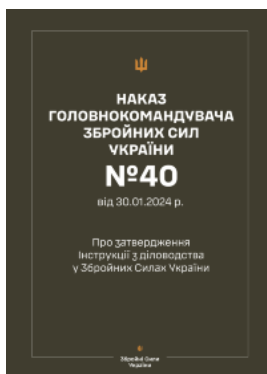 НАКАЗ
ГОЛОВНОКОМАНДУВАЧА
ЗБРОЙНИХ СИЛ
УКРАЇНИ
№40
від 30.01.2024 р.
Про затвердження
Інструкції з діловодства
у Збройних Силах України
Збройні Сили
України